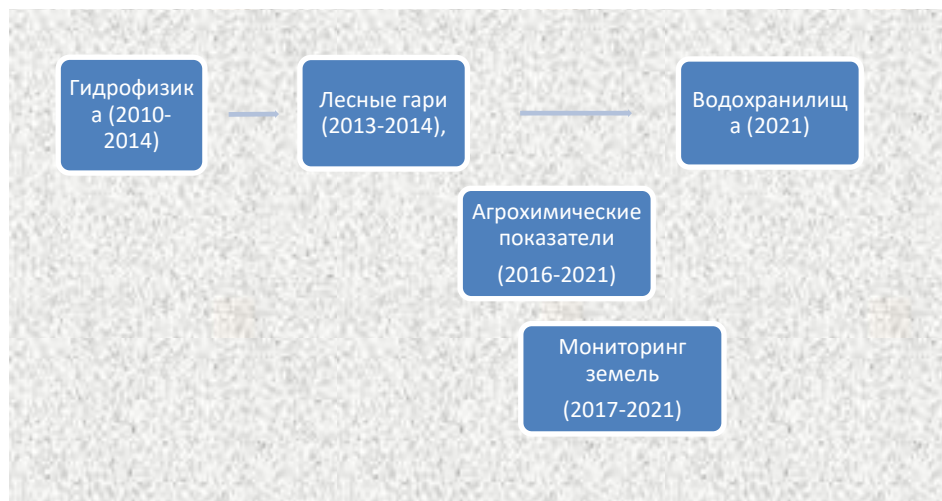 Гидрофизик
а (2010-
2014)
Лесные гари
(2013-2014),
Водохранилищ
а (2021)
Агрохимические
показатели
(2016-2021)
Мониторинг
земель
(2017-2021)